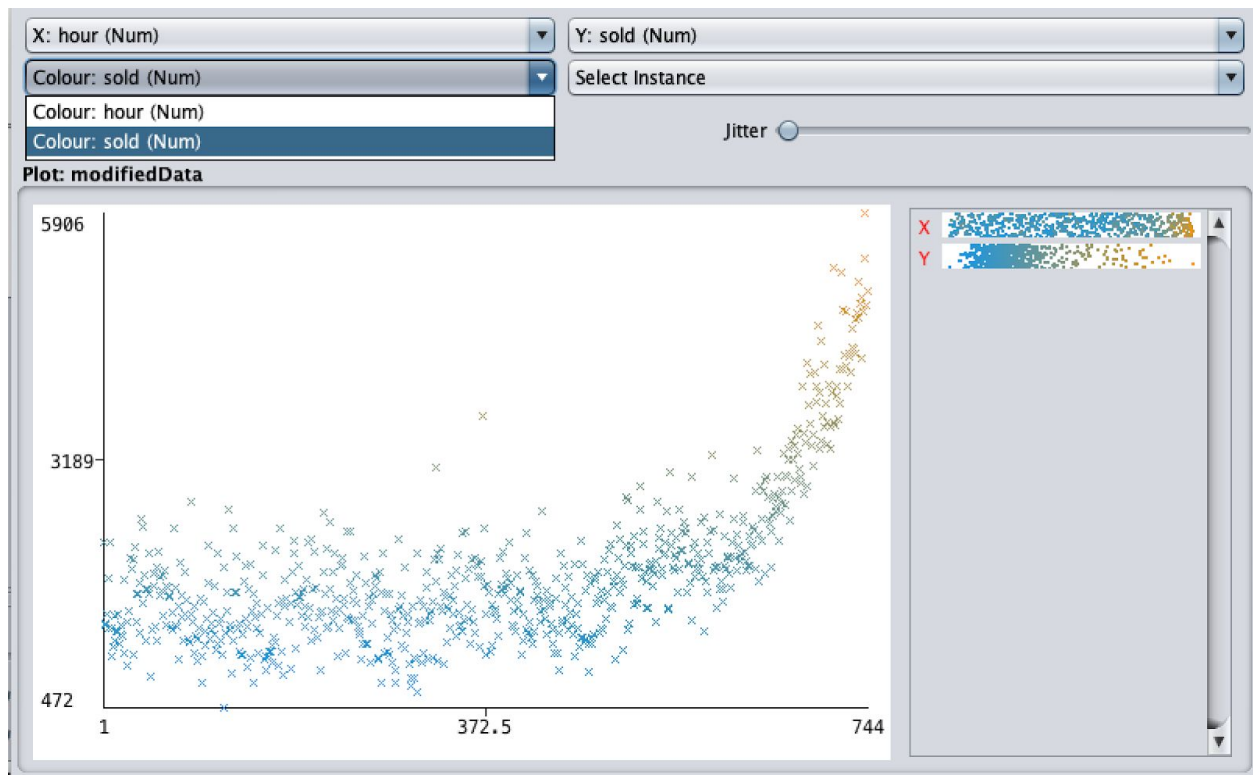 X: hour (Num)
Y: sold (Num)
Colour: sold (Num)
Select Instance
Colour: hour (Num)
Colour: sold (Num)
Jitter
Plot: modifiedData
5906
3189
472
1
372.5
744
X
Y